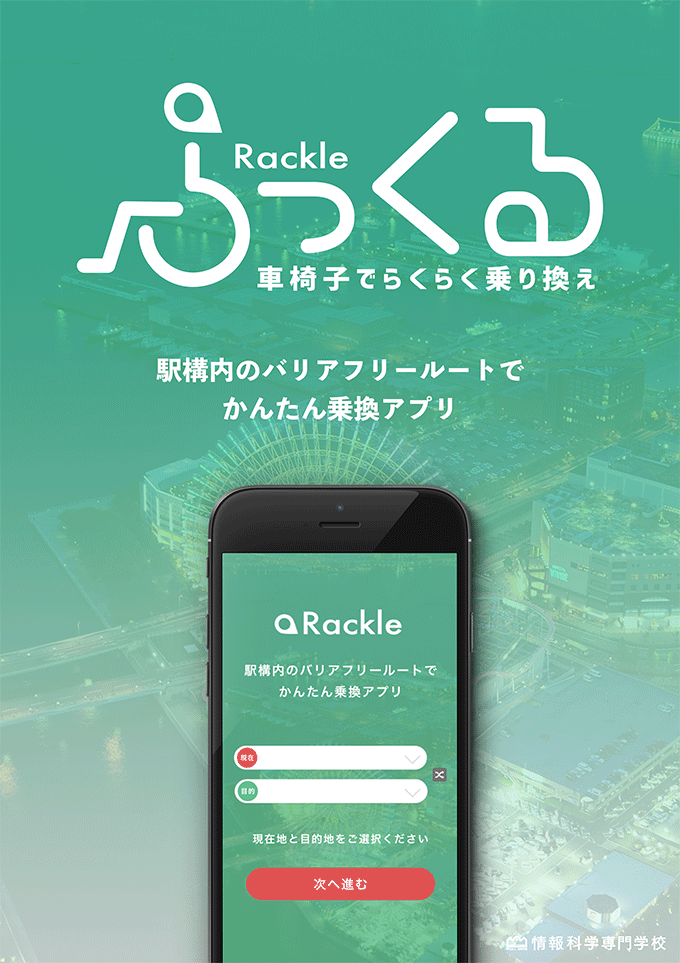 Rackle
らっくる
車椅子でらくらく乗り換え
駅構内のバリアフリールートで
かんたん乗換アプリ
Rackle
駅構内のバリアフリールートで
かんたん乗換アプリ
現在
目的
現在地と目的地をご選択ください
次へ進む
情報科学専門学校